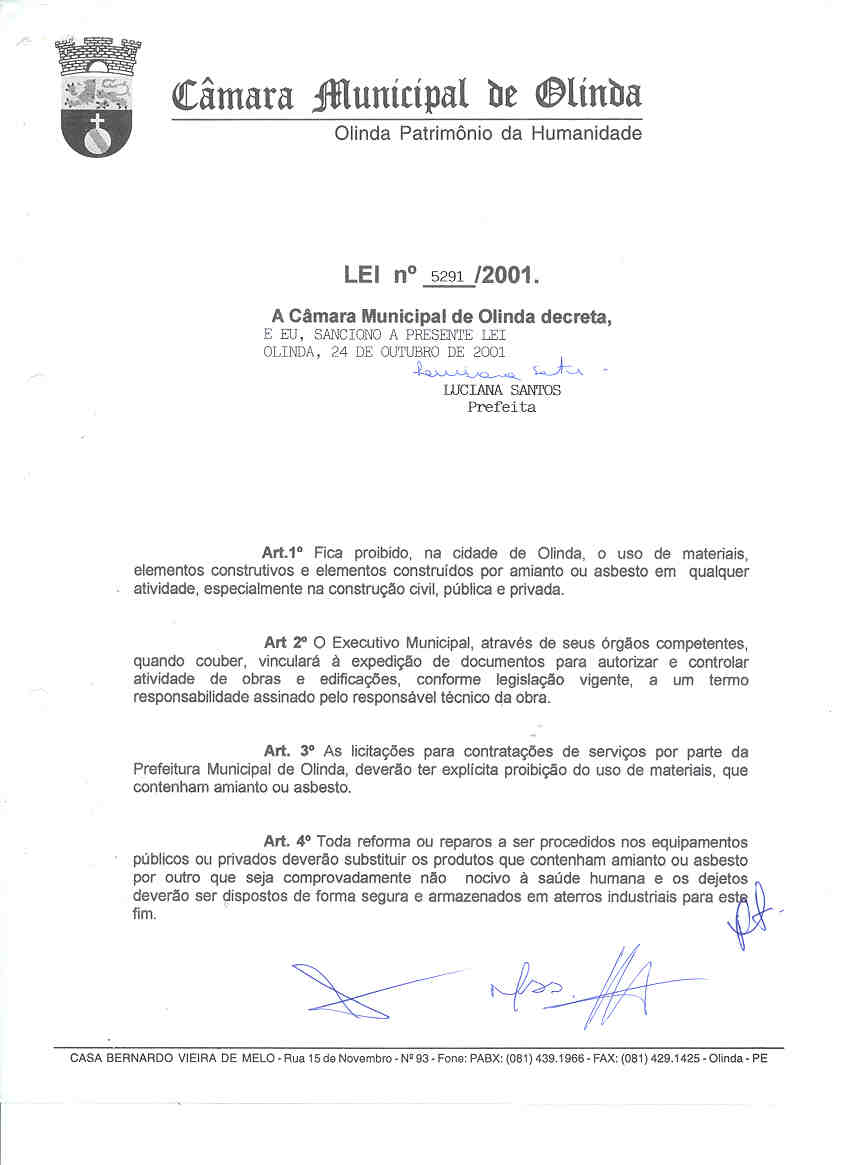 Câmara Municipal de Olinda
Olinda Patrimônio da Humanidade
LEI nº 5291 /2001.
A Câmara Municipal de Olinda decreta,
E EU, SANCIONO A PRESENTE LEI
OLINDA, 24 DE OUTUBRO DE 2001
Luciana Santos
LUCIANA SANTOS
Prefeita
Art.1º Fica proibido, na cidade de Olinda, o uso de materiais,
elementos construtivos e elementos construídos por amianto ou asbesto em qualquer
atividade, especialmente na construção civil, pública e privada.
Art 2º O Executivo Municipal, através de seus órgãos competentes,
quando couber, vinculará à expedição de documentos para autorizar e controlar
atividade de obras e edificações, conforme legislação vigente, a um termo
responsabilidade assinado pelo responsável técnico da obra.
Art. 3º As licitações para contratações de serviços por parte da
Prefeitura Municipal de Olinda, deverão ter explícita proibição do uso de materiais, que
contenham amianto ou asbesto.
Art. 4º Toda reforma ou reparos a ser procedidos nos equipamentos
públicos ou privados deverão substituir os produtos que contenham amianto ou asbesto
por outro que seja comprovadamente não nocivo à saúde humana e os dejetos
deverão ser dispostos de forma segura e armazenados em aterros industriais para este
fim.
CASA BERNARDO VIEIRA DE MELO - Rua 15 de Novembro - Nº 93 - Fone: PABX: (081) 439.1966 - FAX: (081) 429.1425 - Olinda - PE